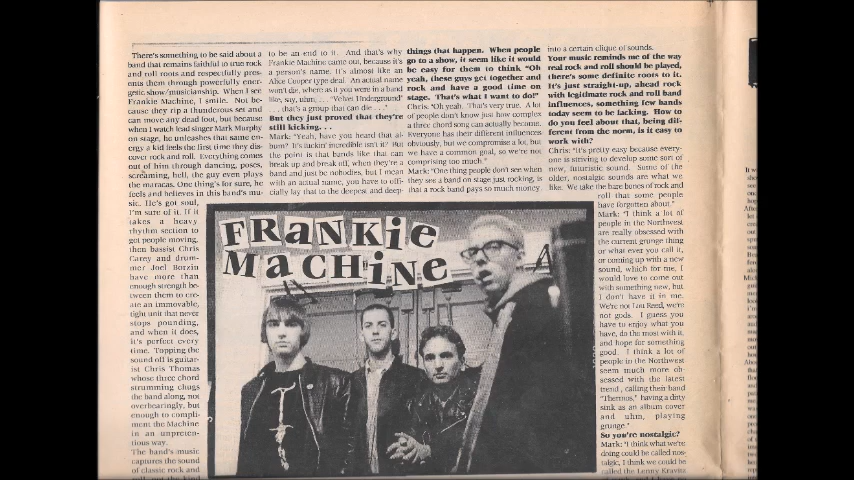 There's something to be said about a
band that remains faithful to true rock
and roll roots and respectfully pres-
ents them through powerfully ener-
getic show/musicianship. When I see
Frankie Machine, I smile. Not be-
cause they rip a thunderous set and
can move any dead foot, but because
when I watch lead singer Mark Murphy
on stage, he unleashes that same en-
ergy a kid feels the first time they dis-
cover rock and roll. Everything comes
out of him through dancing, poses,
screaming, hell, the guy even plays
the maracas. One thing's for sure, he
feels and believes in this band's mu-
sic. He's got soul,
I'm sure of it. If it
takes a heavy
rhythm section to
get people moving,
then bassist Chris
Carey and drum-
mer Joel Borzin
have more than
enough strength be-
tween them to cre-
ate an immovable,
tight unit that never
stops pounding,
and when it does,
it's perfect every
time. Topping the
sound off is guitar-
ist Chris Thomas
whose three chord
strumming chugs
the band along, not
overbearingly, but
enough to compli-
ment the Machine
in an unpreten-
tious way.
The band's music
captures the sound
of classic rock and
to be an end to it. And that's why
Frankie Machine came out, because it's
a person's name. It's almost like an
Alice Cooper type deal. An actual name
won't die, where as if you were in a band
like, say, uhm, . . . "Velvet Underground"
. . . that's a group that can die. . . ."
But they just proved that they're
still kicking. . .
Mark: "Yeah, have you heard that al-
bum? It's fuckin' incredible isn't it? But
the point is that bands like that can
break up and break off, when they're a
band and just be nobodies, but I mean
with an actual name, you have to offi-
cially lay that to the deepest and deep-
things that happen. When people
go to a show, it seem like it would
be easy for them to think "Oh
yeah, these guys get together and
rock and have a good time on
stage. That's what I want to do!"
Chris: "Oh yeah. That's very true. A lot
of people don't know just how complex
a three chord song can actually become.
Everyone has their different influences
obviously, but we compromise a lot, but
we have a common goal, so we're not
comprising too much."
Mark: "One thing people don't see when
they see a band on stage just rocking, is
that a rock band pays so much money
into a certain clique of sounds.
Your music reminds me of the way
real rock and roll should be played,
there's some definite roots to it.
It's just straight-up, ahead rock
with legitimate rock and roll band
influences, something few bands
today seem to be lacking. How to
do you feel about that, being dif-
ferent from the norm, is it easy to
work with?
Chris: "It's pretty easy because every-
one is striving to develop some sort of
new, futuristic sound. Some of the
older, nostalgic sounds are what we
like. We take the bare bones of rock and
roll that some people
have forgotten about."
Mark: "I think a lot of
people in the Northwest
are really obsessed with
the current grunge thing
or what ever you call it,
or coming up with a new
sound, which for me, I
would love to come out
with something new, but
I don't have it in me.
We're not Lou Reed, we're
not gods. I guess you
have to enjoy what you
have, do the most with it,
and hope for something
good. I think a lot of
people in the Northwest
seem much more ob-
sessed with the latest
trend, calling their band
"Thermos," having a dirty
sink as an album cover
and uhm, playing
grunge."
So you're nostalgic?
Mark: "I think what we're
doing could be called nos-
talgic, I think we could be
called the Lenny Kravitz
FRANKiE
MaCHiNE